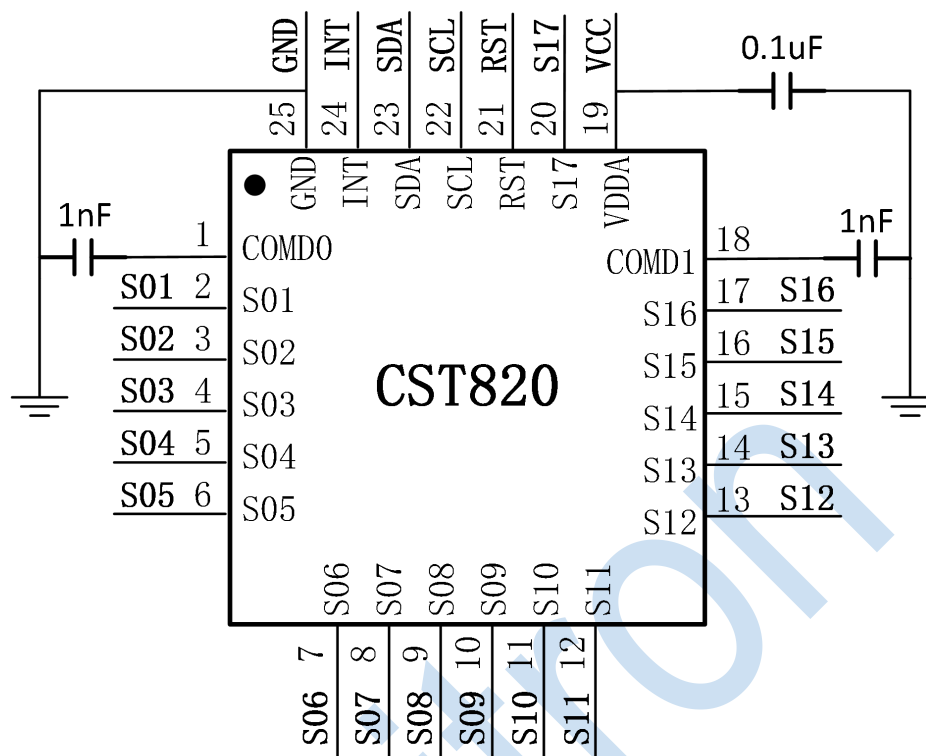 GND INT SDA SCL RST S17 VCC
0.1uF
25 24 23 22 21 20 19
GND INT SDA SCL RST S17 VDDA
1nF
1 COMD0
1nF
COMD1 18
S01 2 S01
S16 17 S16
S02 3 S02
S15 16 S15
S03 4 S03
CST820
S14 15 S14
S04 5 S04
S13 14 S13
S05 6 S05
S12 13 S12
S06 S07 S08 S09 S10 S11
7 8 9 10 11 12
S06 S07 S08 S09 S10 S11